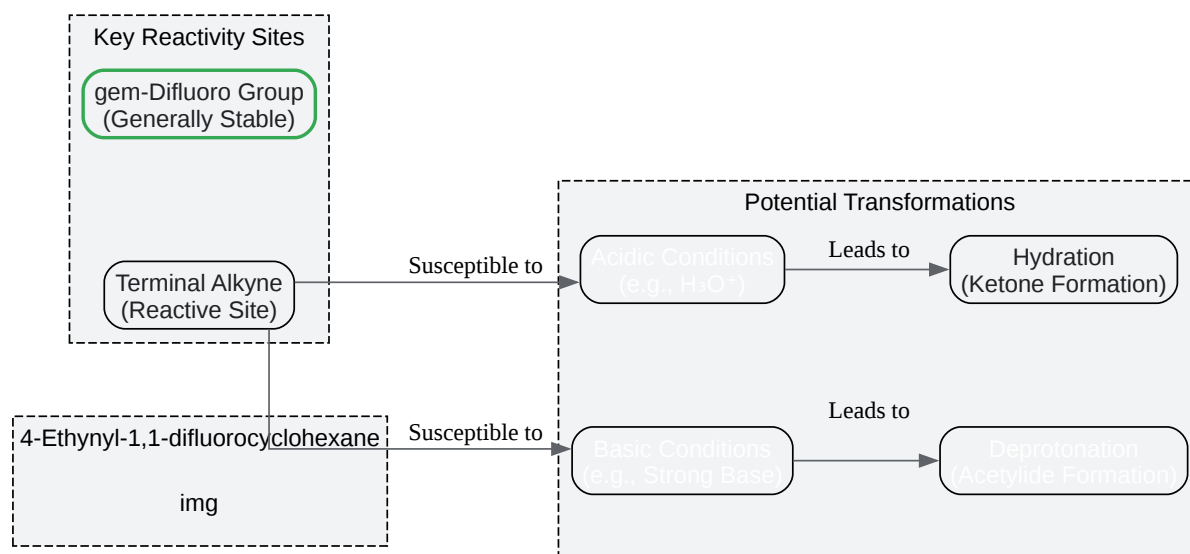 Key Reactivity Sites
gem-Difluoro Group
(Generally Stable)
Terminal Alkyne
(Reactive Site)
4-Ethynyl-1,1-difluorocyclohexane
img
Susceptible to
Susceptible to
Potential Transformations
Acidic Conditions
(e.g., H₃O⁺)
Leads to
Hydration
(Ketone Formation)
Basic Conditions
(e.g., Strong Base)
Leads to
Deprotonation
(Acetylide Formation)